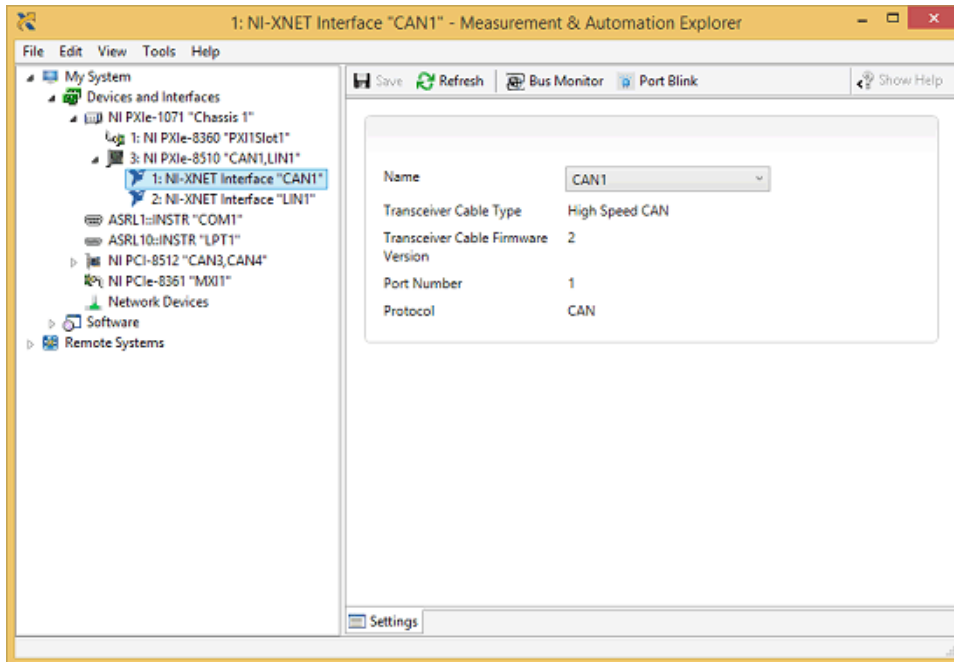 1: NI-XNET Interface "CAN1" - Measurement & Automation Explorer
File Edit View Tools Help
My System
Devices and Interfaces
NI PXIe-1071 "Chassis 1"
1: NI PXIe-8360 "PXI1Slot1"
3: NI PXIe-8510 "CAN1,LIN1"
1: NI-XNET Interface "CAN1"
2: NI-XNET Interface "LIN1"
ASRL1::INSTR "COM1"
ASRL10::INSTR "LPT1"
NI PCI-8512 "CAN3,CAN4"
NI PCIe-8361 "MXI1"
Network Devices
Software
Remote Systems
Save Refresh Bus Monitor Port Blink Show Help
Name CAN1
Transceiver Cable Type High Speed CAN
Transceiver Cable Firmware 2
Version
Port Number 1
Protocol CAN
Settings